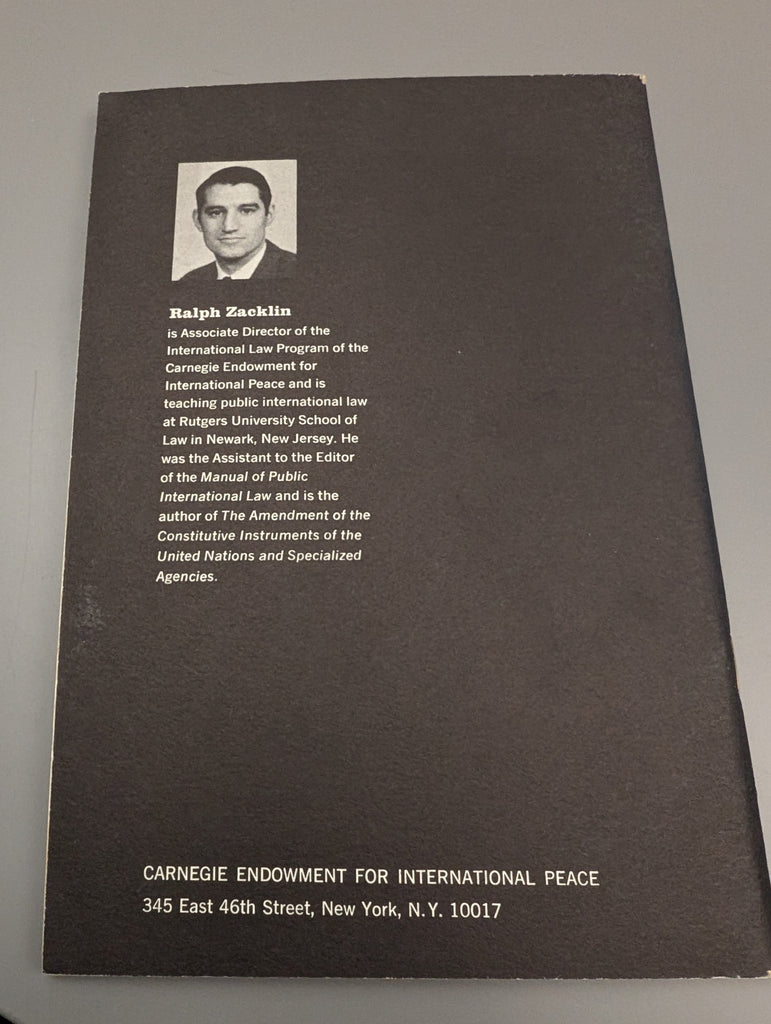 Ralph Zacklin
is Associate Director of the
International Law Program of the
Carnegie Endowment for
International Peace and is
teaching public international law
at Rutgers University School of
Law in Newark, New Jersey. He
was the Assistant to the Editor
of the Manual of Public
International Law and is the
author of The Amendment of the
Constitutive Instruments of the
United Nations and Specialized
Agencies.
CARNEGIE ENDOWMENT FOR INTERNATIONAL PEACE
345 East 46th Street, New York, N.Y. 10017